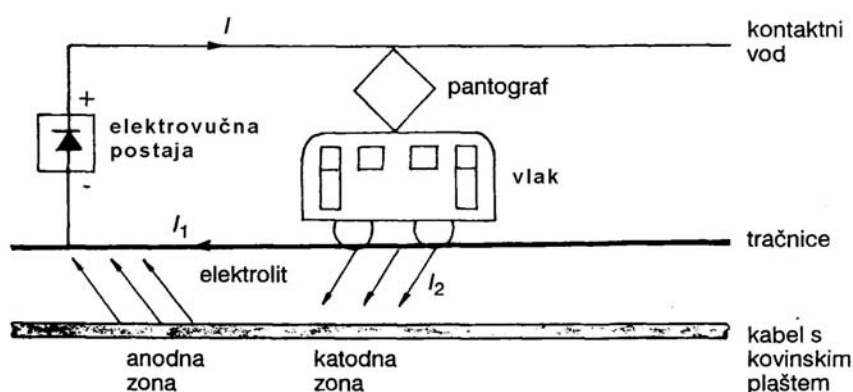 I
kontaktni
vod
pantograf
+
elektrovučna
postaja
-
vlak
I₁
tračnice
elektrolit
I₂
anodna
zona
katodna
zona
kabel s
kovinskim
plaštem